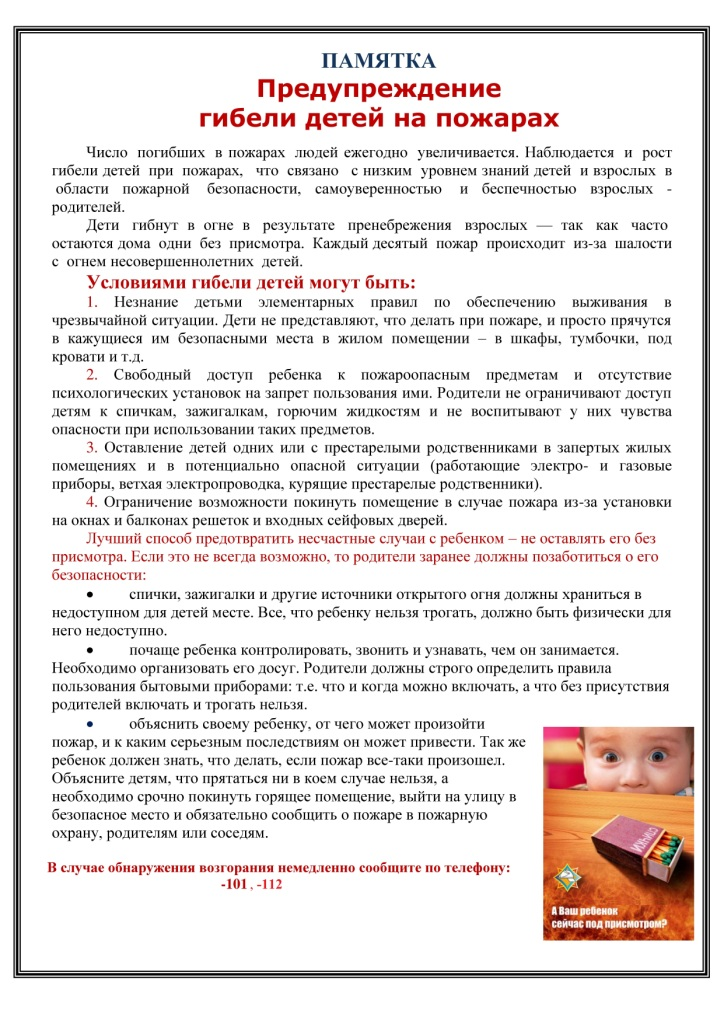 ПАМЯТКА
Предупреждение
гибели детей на пожарах
Число погибших в пожарах людей ежегодно увеличивается. Наблюдается и рост
гибели детей при пожарах, что связано с низким уровнем знаний детей и взрослых в
области пожарной безопасности, самоуверенностью и беспечностью взрослых -
родителей.
Дети гибнут в огне в результате пренебрежения взрослых — так как часто
остаются дома одни без присмотра. Каждый десятый пожар происходит из-за шалости
с огнем несовершеннолетних детей.
Условиями гибели детей могут быть:
1. Незнание детьми элементарных правил по обеспечению выживания в
чрезвычайной ситуации. Дети не представляют, что делать при пожаре, и просто прячутся
в кажущиеся им безопасными места в жилом помещении – в шкафы, тумбочки, под
кровати и т.д.
2. Свободный доступ ребенка к пожароопасным предметам и отсутствие
психологических установок на запрет пользования ими. Родители не ограничивают доступ
детям к спичкам, зажигалкам, горючим жидкостям и не воспитывают у них чувства
опасности при использовании таких предметов.
3. Оставление детей одних или с престарелыми родственниками в запертых жилых
помещениях и в потенциально опасной ситуации (работающие электро- и газовые
приборы, ветхая электропроводка, курящие престарелые родственники).
4. Ограничение возможности покинуть помещение в случае пожара из-за установки
на окнах и балконах решеток и входных сейфовых дверей.
Лучший способ предотвратить несчастные случаи с ребенком – не оставлять его без
присмотра. Если это не всегда возможно, то родители заранее должны позаботиться о его
безопасности:
• спички, зажигалки и другие источники открытого огня должны храниться в
недоступном для детей месте. Все, что ребенку нельзя трогать, должно быть физически для
него недоступно.
• почаще ребенка контролировать, звонить и узнавать, чем он занимается.
Необходимо организовать его досуг. Родители должны строго определить правила
пользования бытовыми приборами: т.е. что и когда можно включать, а что без присутствия
родителей включать и трогать нельзя.
• объяснить своему ребенку, от чего может произойти
пожар, и к каким серьезным последствиям он может привести. Так же
ребенок должен знать, что делать, если пожар все-таки произошел.
Объясните детям, что прятаться ни в коем случае нельзя, а
необходимо срочно покинуть горящее помещение, выйти на улицу в
безопасное место и обязательно сообщить о пожаре в пожарную
охрану, родителям или соседям.
В случае обнаружения возгорания немедленно сообщите по телефону:
-101 , -112
СПИЧКИ
А Ваш ребенок
сейчас под присмотром?